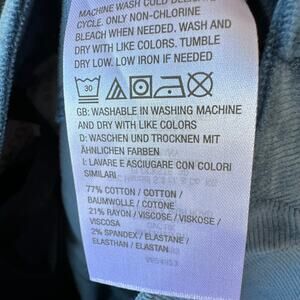 MACHINE WASH COLD DELICATE
CYCLE. ONLY NON-CHLORINE
BLEACH WHEN NEEDED. WASH AND
DRY WITH LIKE COLORS. TUMBLE
DRY LOW. LOW IRON IF NEEDED
30
GB: WASHABLE IN WASHING MACHINE
AND DRY WITH LIKE COLORS
D: WASCHEN UND TROCKNEN MIT
ÄHNLICHEN FARBEN
I: LAVARE E ASCIUGARE CON COLORI
SIMILARI
77% COTTON / COTTON /
BAUMWOLLE / COTONE
21% RAYON / VISCOSE / VISKOSE /
VISCOSA
2% SPANDEX / ELASTANE /
ELASTHAN / ELASTAN